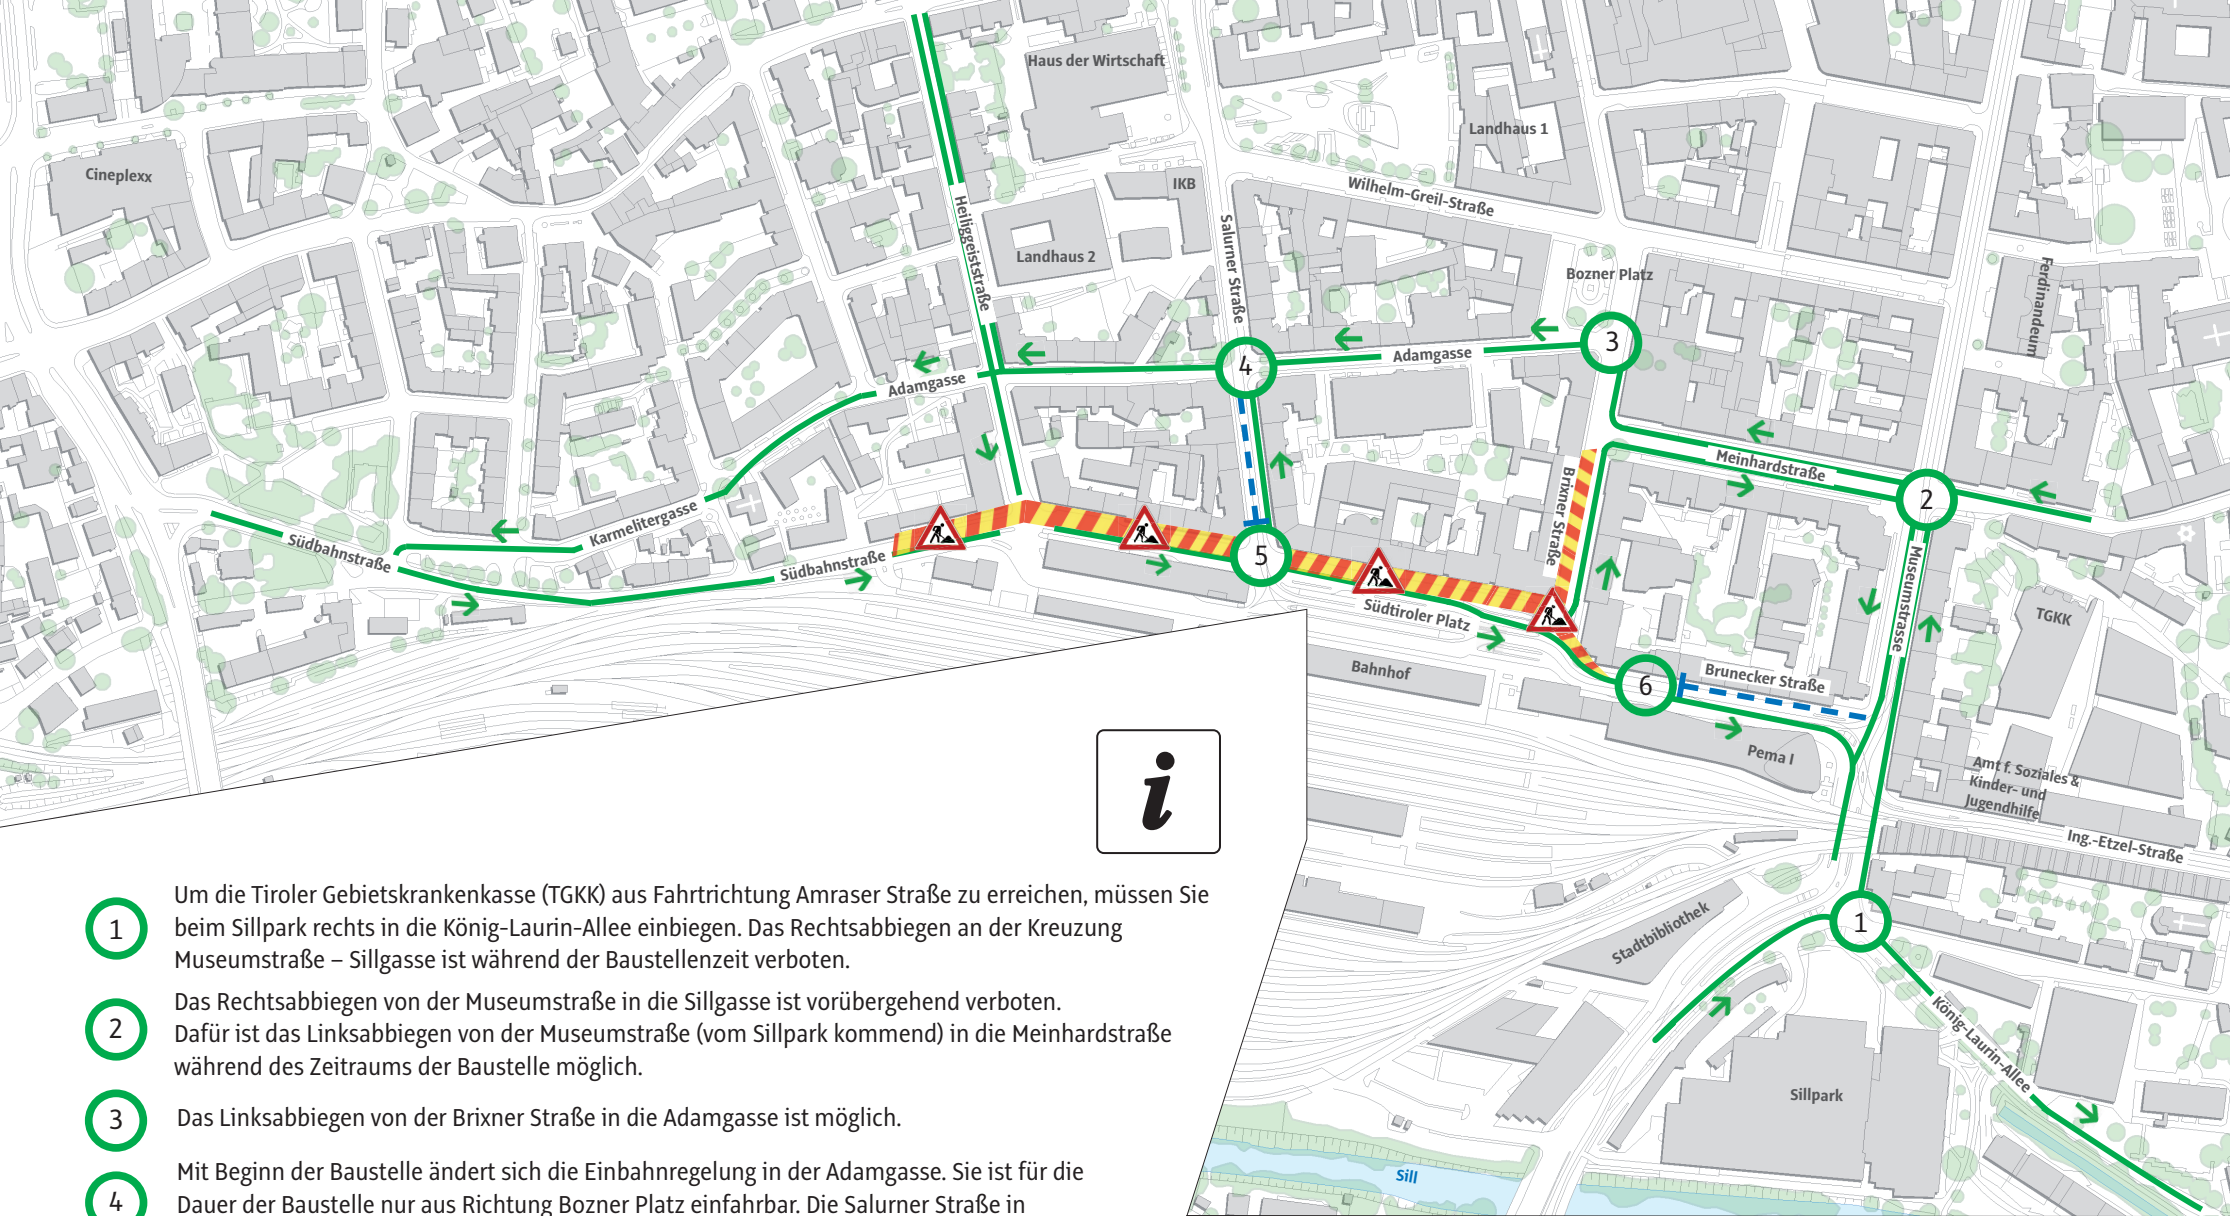 Haus der Wirtschaft
Landhaus 1
Cineplexx
IKB
Wilhelm-Greil-Straße
Heiliggeiststraße
Landhaus 2
Salurner Straße
Bozner Platz
Ferdinandeum
3
4
Adamgasse
Adamgasse
Meinhardstraße
2
Brixner Straße
Karmelitergasse
Südbahnstraße
Südbahnstraße
5
Museumstrasse
Südtiroler Platz
TGKK
Bahnhof
6
Brunecker Straße
Pema I
Amt f. Soziales &
Kinder- und
Jugendhilfe
Ing.-Etzel-Straße
Stadtbibliothek
1
König-Laurin-Allee
Sillpark
Sill
i
1
Um die Tiroler Gebietskrankenkasse (TGKK) aus Fahrtrichtung Amraser Straße zu erreichen, müssen Sie
beim Sillpark rechts in die König-Laurin-Allee einbiegen. Das Rechtsabbiegen an der Kreuzung
Museumstraße – Sillgasse ist während der Baustellenzeit verboten.
2
Das Rechtsabbiegen von der Museumstraße in die Sillgasse ist vorübergehend verboten.
Dafür ist das Linksabbiegen von der Museumstraße (vom Sillpark kommend) in die Meinhardstraße
während des Zeitraums der Baustelle möglich.
3
Das Linksabbiegen von der Brixner Straße in die Adamgasse ist möglich.
4
Mit Beginn der Baustelle ändert sich die Einbahnregelung in der Adamgasse. Sie ist für die
Dauer der Baustelle nur aus Richtung Bozner Platz einfahrbar. Die Salurner Straße in